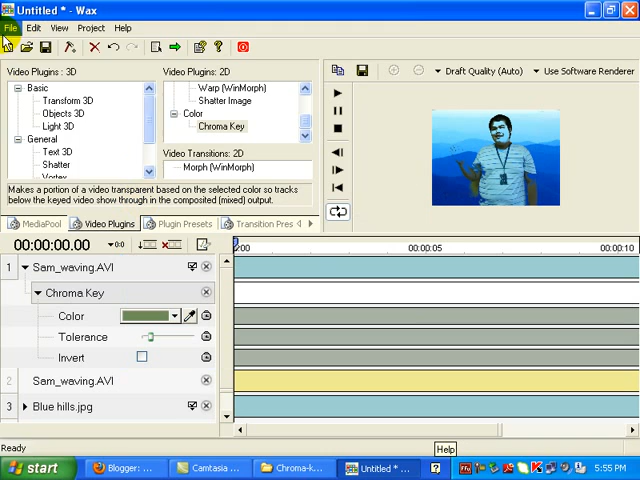 Untitled * - Wax
File Edit View Project Help
Video Plugins : 3D
Basic
Transform 3D
Objects 3D
Light 3D
General
Text 3D
Shatter
Vortex
Video Plugins: 2D
Warp (WinMorph)
Shatter Image
Color
Chroma Key
Video Transitions: 2D
Morph (WinMorph)
Makes a portion of a video transparent based on the selected color so tracks
below the keyed video show through in the composited (mixed) output.
MediaPool Video Plugins Plugin Presets Transition Pres
Draft Quality (Auto) Use Software Renderer
00:00:00.00 0:0 :00 00:00:05 00:00:10
1 Sam_waving.AVI
Chroma Key
Color
Tolerance
Invert
2 Sam_waving.AVI
3 Blue hills.jpg
Ready
Help
start Blogger: ... Camtasia ... Chroma-k... Untitled * ... 5:55 PM